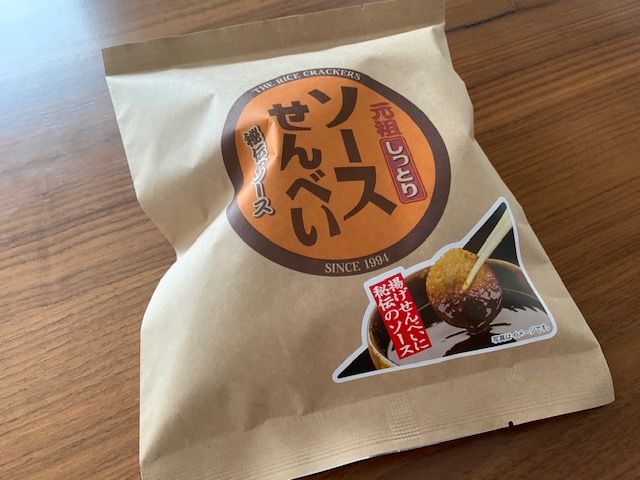 THE RICE CRACKERS
元祖
しっとり
ソース
せんべい
秘伝のソース
SINCE 1994
揚げせんべいに
秘伝のソース
写真はイメージです。